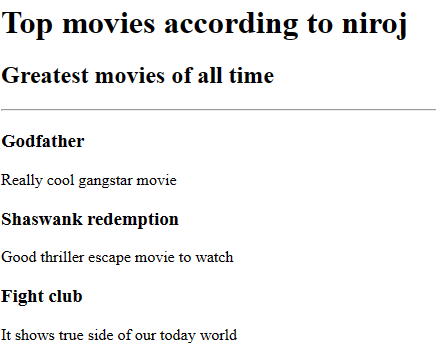 Top movies according to niroj
Greatest movies of all time
Godfather
Really cool gangstar movie
Shaswank redemption
Good thriller escape movie to watch
Fight club
It shows true side of our today world